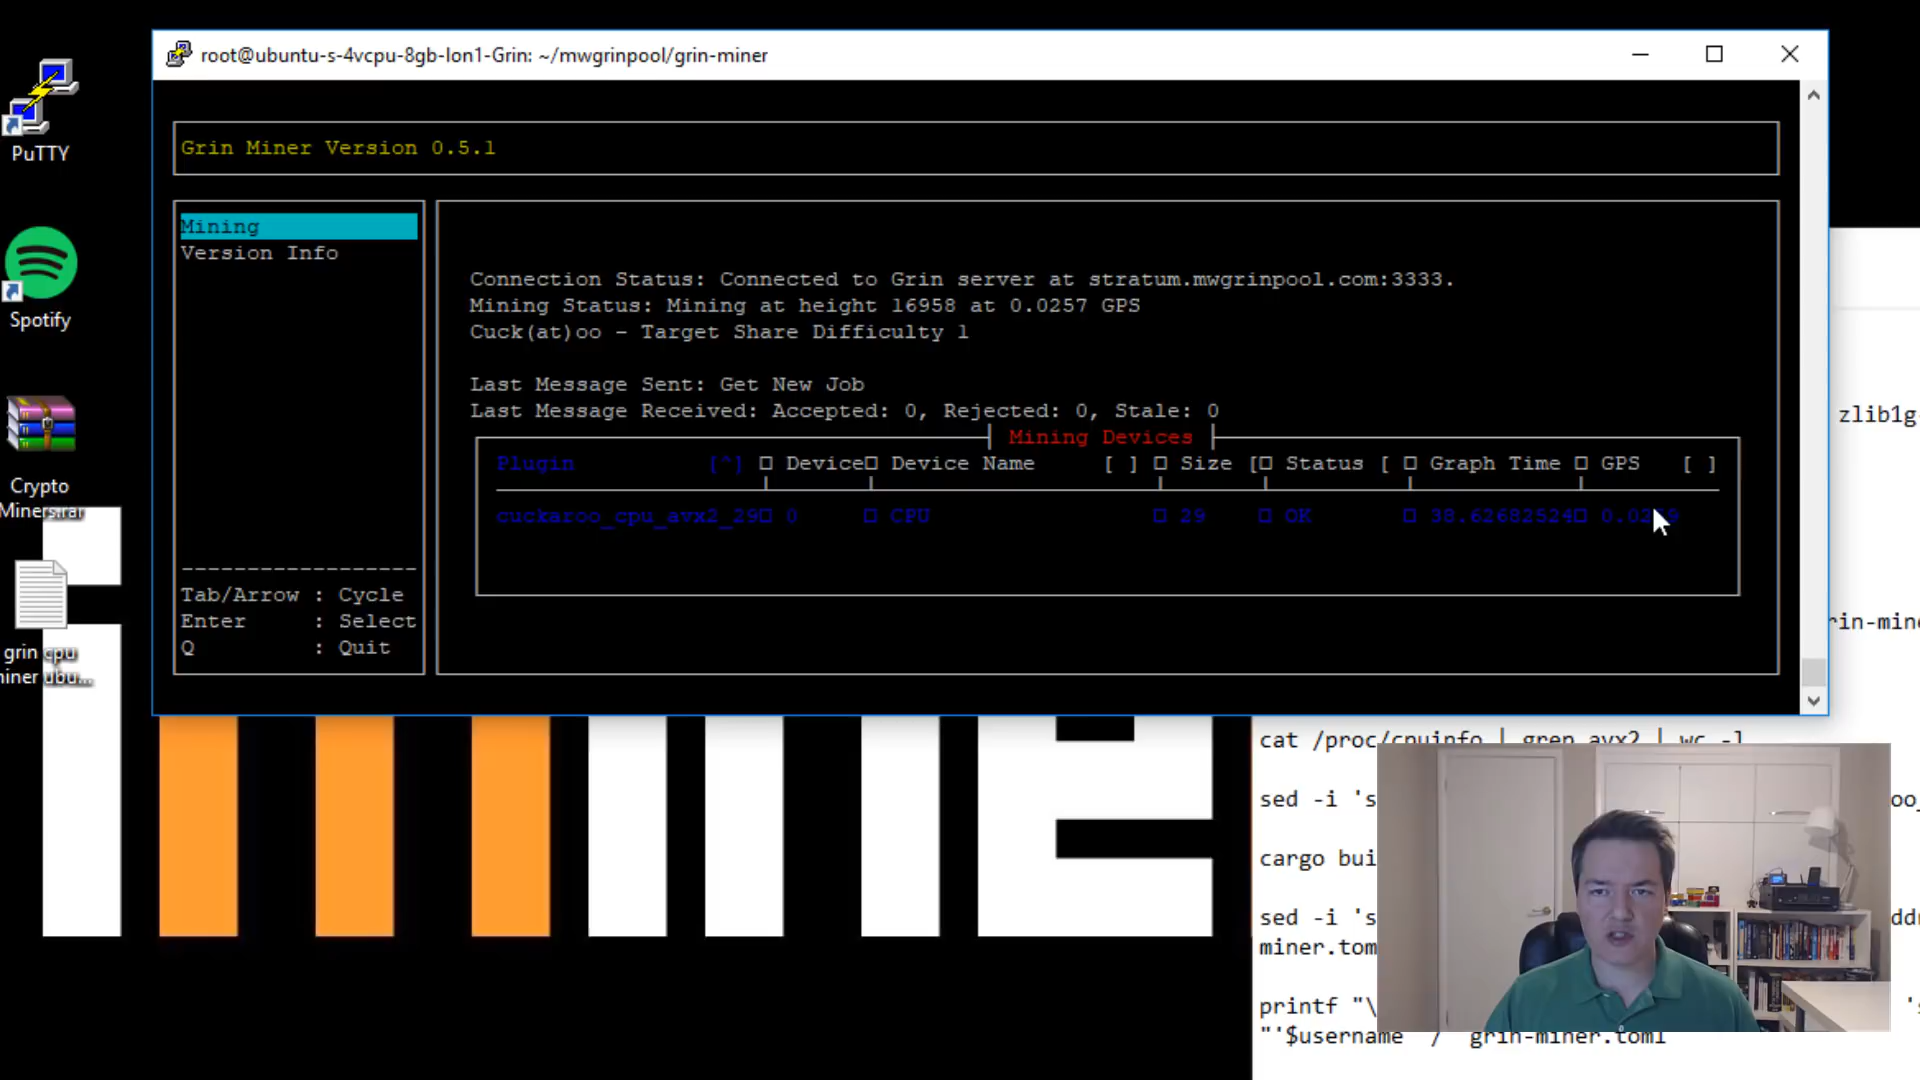 root@ubuntu-s-4vcpu-8gb-lon1-Grin: ~/mwgrinpool/grin-miner
PuTTY
Spotify
Crypto
Miners.rar
grin cpu
miner ubu...
Grin Miner Version 0.5.1
Mining
Version Info
------------------
Tab/Arrow : Cycle
Enter : Select
Q : Quit
Connection Status: Connected to Grin server at stratum.mwgrinpool.com:3333.
Mining Status: Mining at height 16958 at 0.0257 GPS
Cuck(at)oo - Target Share Difficulty 1
Last Message Sent: Get New Job
Last Message Received: Accepted: 0, Rejected: 0, Stale: 0
Mining Devices
Plugin [^] Device Device Name [ ] Size [ Status [ Graph Time GPS [ ]
cuckaroo_cpu_avx2_29 0 CPU 29 OK 38.62682524
zlib1g
cat /proc/cpuinfo | grep avx2 | wc -l
sed -i 's
cargo bui
sed -i 's
miner.tom
printf "\
"'$username / grin-miner.toml